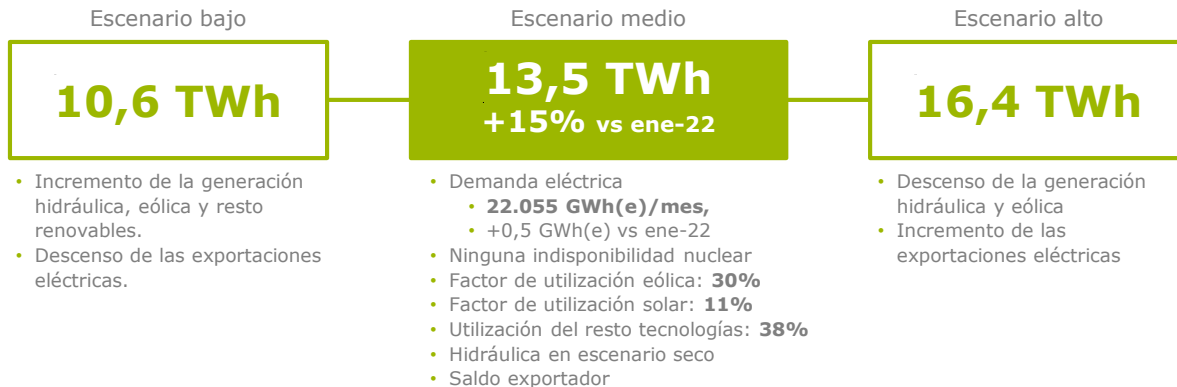 Escenario bajo
10,6 TWh
• Incremento de la generación
hidráulica, eólica y resto
renovables.
• Descenso de las exportaciones
eléctricas.
Escenario medio
13,5 TWh
+15% vs ene-22
• Demanda eléctrica
• 22.055 GWh(e)/mes,
• +0,5 GWh(e) vs ene-22
• Ninguna indisponibilidad nuclear
• Factor de utilización eólica: 30%
• Factor de utilización solar: 11%
• Utilización del resto tecnologías: 38%
• Hidráulica en escenario seco
• Saldo exportador
Escenario alto
16,4 TWh
• Descenso de la generación
hidráulica y eólica
• Incremento de las
exportaciones eléctricas